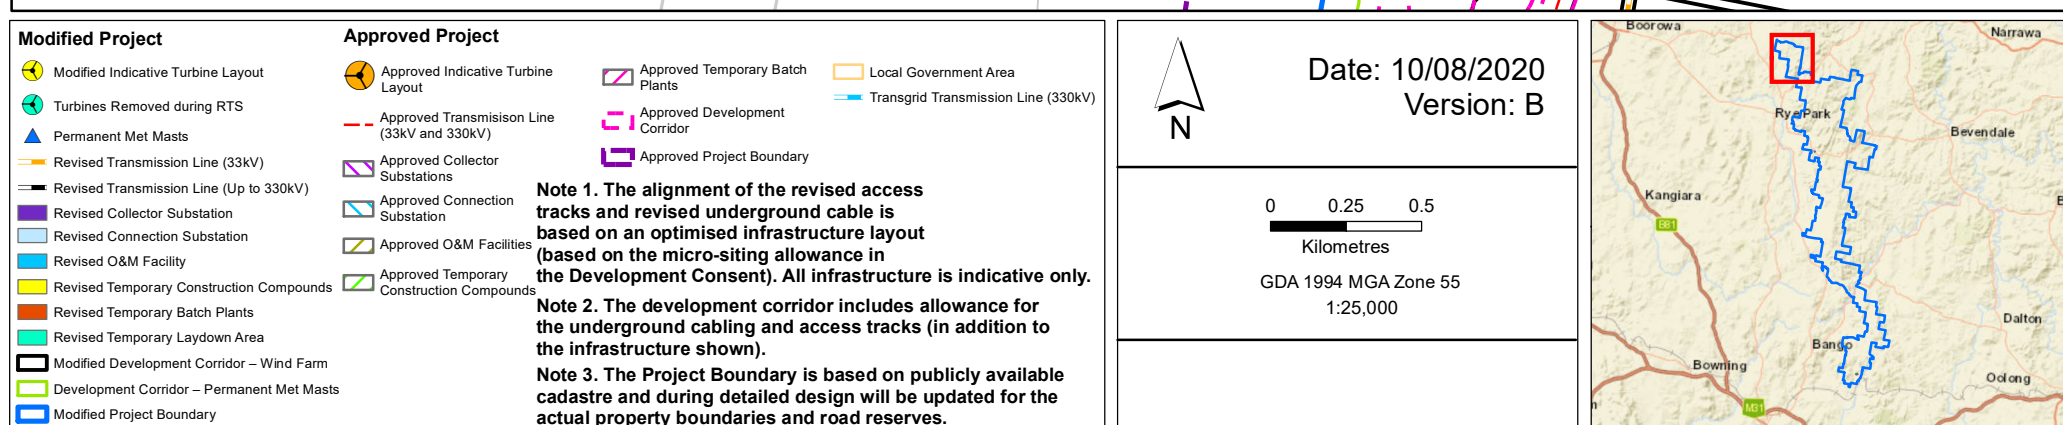 Modified Project
Modified Indicative Turbine Layout
Turbines Removed during RTS
Permanent Met Masts
Revised Transmission Line (33kV)
Revised Transmission Line (Up to 330kV)
Revised Collector Substation
Revised Connection Substation
Revised O&M Facility
Revised Temporary Construction Compounds
Revised Temporary Batch Plants
Revised Temporary Laydown Area
Modified Development Corridor – Wind Farm
Development Corridor – Permanent Met Masts
Modified Project Boundary
Approved Project
Approved Indicative Turbine
Layout
Approved Transmisison Line
(33kV and 330kV)
Approved Collector
Substations
Approved Connection
Substation
Approved O&M Facilities
Approved Temporary
Construction Compounds
Approved Temporary Batch
Plants
Approved Development
Corridor
Approved Project Boundary
Local Government Area
Transgrid Transmission Line (330kV)
Note 1. The alignment of the revised access
tracks and revised underground cable is
based on an optimised infrastructure layout
(based on the micro-siting allowance in
the Development Consent). All infrastructure is indicative only.
Note 2. The development corridor includes allowance for
the underground cabling and access tracks (in addition to
the infrastructure shown).
Note 3. The Project Boundary is based on publicly available
cadastre and during detailed design will be updated for the
actual property boundaries and road reserves.
N
Date: 10/08/2020
Version: B
0 0.25 0.5
Kilometres
GDA 1994 MGA Zone 55
1:25,000
Boorowa
Narrawa
Rye Park
Bevendale
Kangiara
B81
Dalton
Bango
Bowning
Oolong
M31